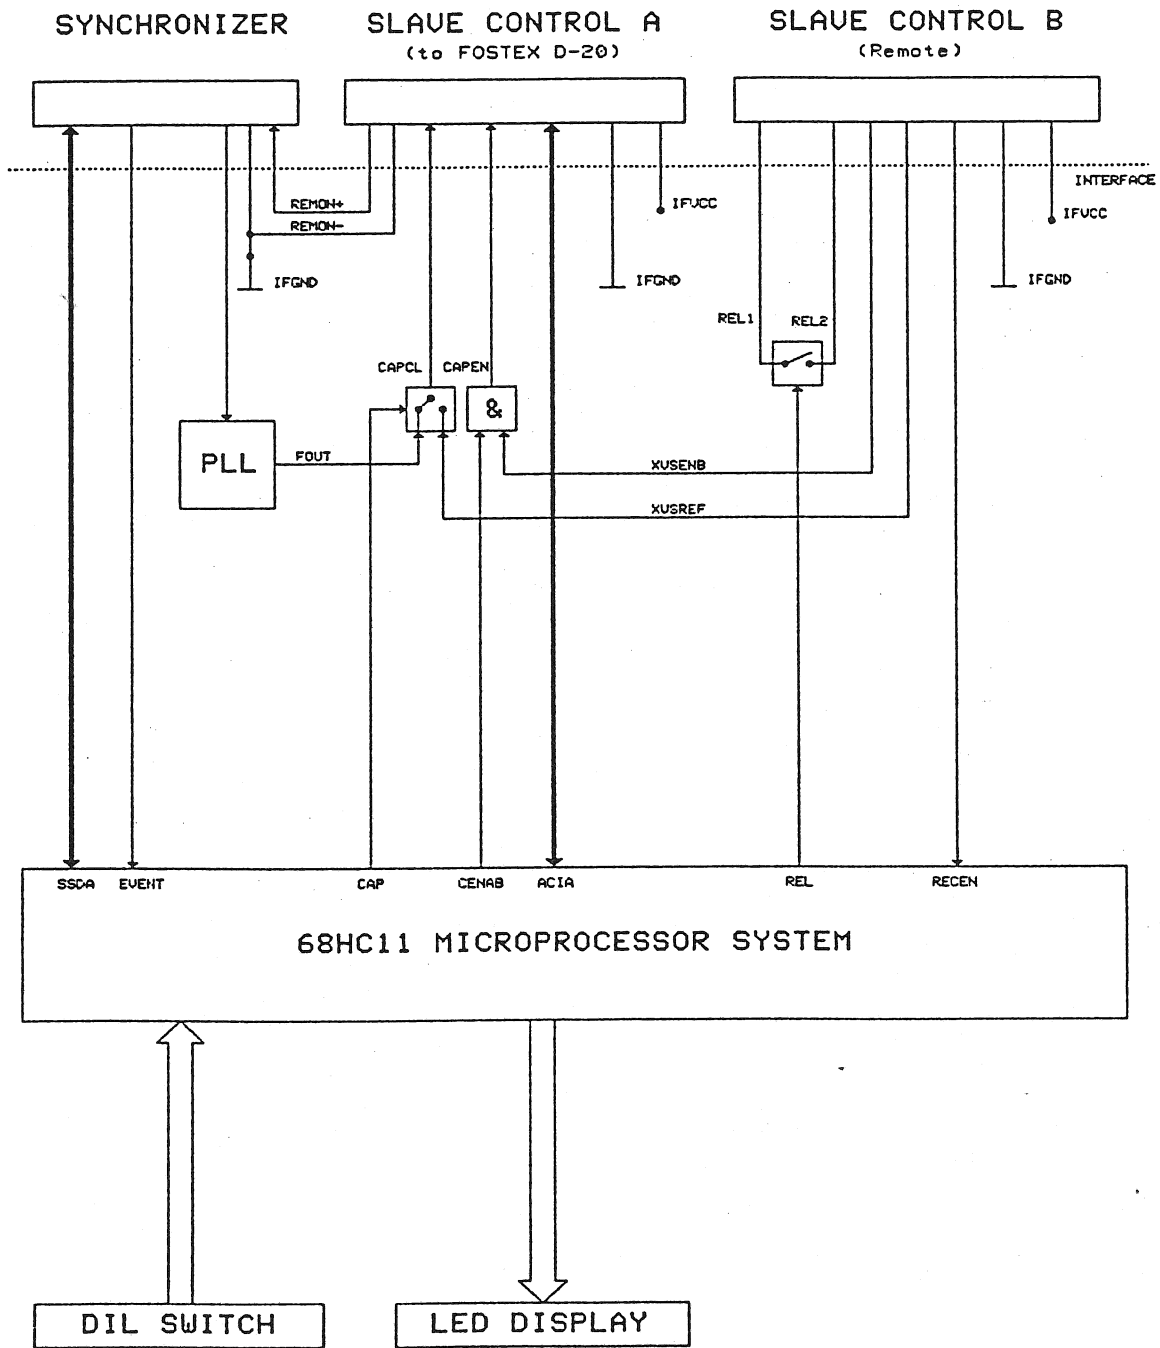 SYNCHRONIZER
SLAVE CONTROL A
(to FOSTEX D-20)
SLAVE CONTROL B
(Remote)
INTERFACE
REMON+
REMON-
IFVCC
IFVCC
IFGND
IFGND
IFGND
REL1
REL2
CAPCL
CAPEN
&
PLL
FOUT
XVSENB
XVSREF
SSDA
EVENT
CAP
CENAB
ACIA
REL
RECEN
68HC11 MICROPROCESSOR SYSTEM
DIL SWITCH
LED DISPLAY